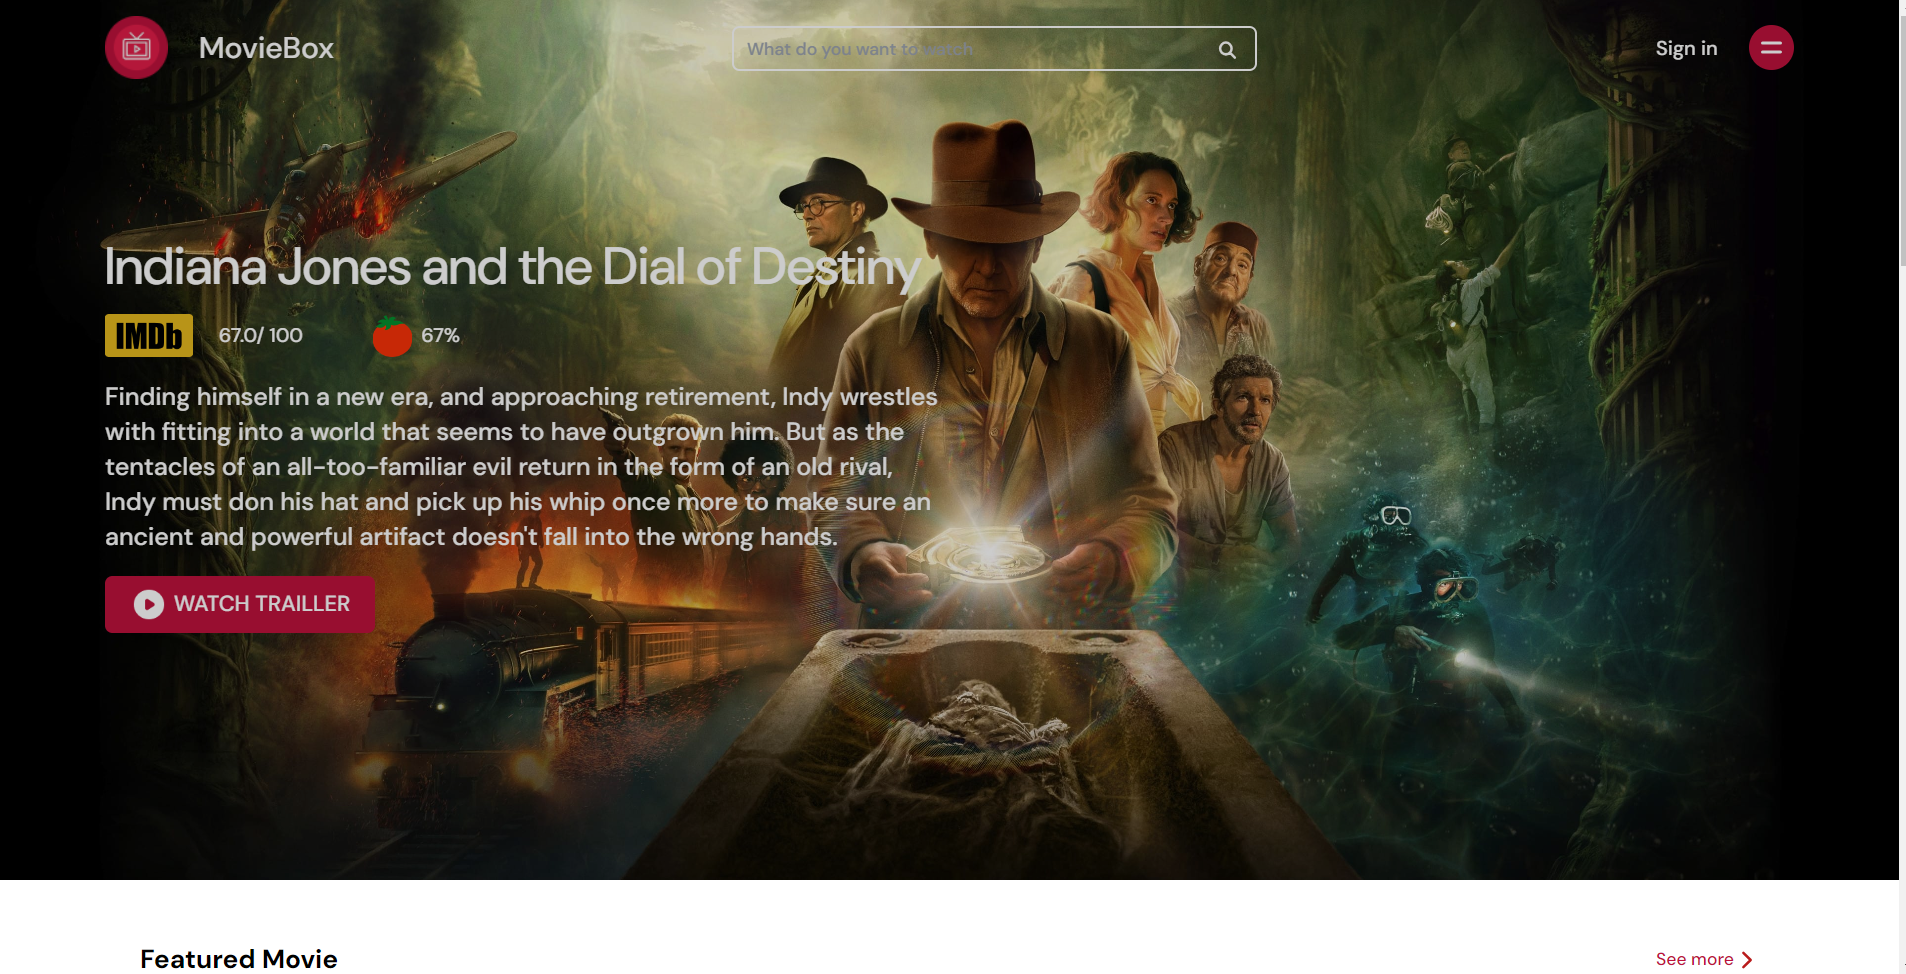 MovieBox
What do you want to watch.
Sign in
Indiana Jones and the Dial of Destiny
IMDb
67.0/ 100
67%
Finding himself in a new era, and approaching retirement, Indy wrestles
with fitting into a world that seems to have outgrown him. But as the
tentacles of an all-too-familiar evil return in the form of an old rival,
Indy must don his hat and pick up his whip once more to make sure an
ancient and powerful artifact doesn't fall into the wrong hands.
WATCH TRAILLER
Featured Movie
See more